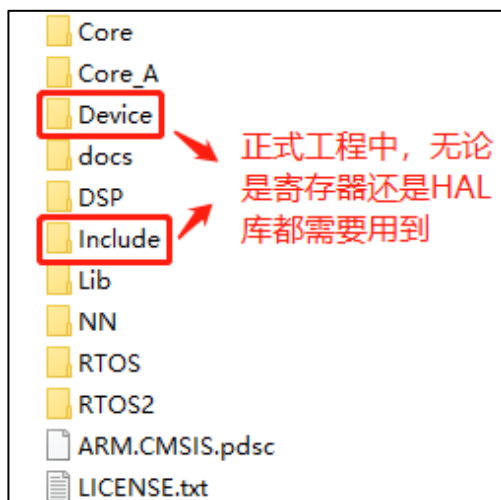 Core
Core_A
Device
docs
DSP
Include
Lib
NN
RTOS
RTOS2
ARM.CMSIS.pdsc
LICENSE.txt
正式工程中，无论
是寄存器还是HAL
库都需要用到